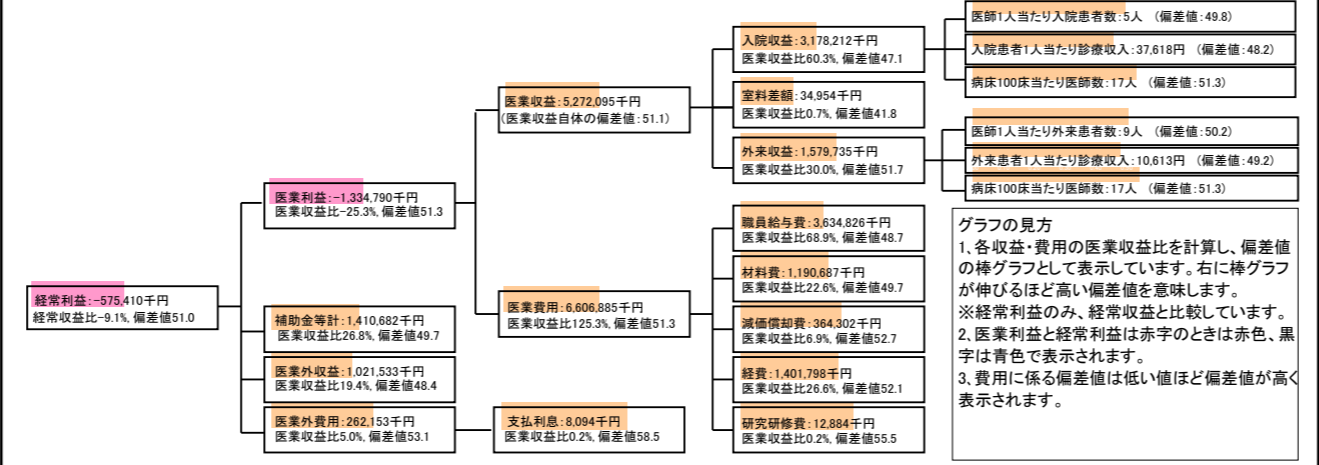 経常利益:-575,410千円
経常収益比-9.1%, 偏差値51.0
医業利益:-1,334,790千円
医業収益比-25.3%, 偏差値51.3
補助金等計:1,410,682千円
医業収益比26.8%, 偏差値49.7
医業外収益:1,021,533千円
医業収益比19.4%, 偏差値48.4
医業外費用:262,153千円
医業収益比5.0%, 偏差値53.1
医業収益:5,272,095千円
(医業収益自体の偏差値:51.1)
医業費用:6,606,885千円
医業収益比125.3%, 偏差値51.3
支払利息:8,094千円
医業収益比0.2%, 偏差値58.5
入院収益:3,178,212千円
医業収益比60.3%, 偏差値47.1
室料差額:34,954千円
医業収益比0.7%, 偏差値41.8
外来収益:1,579,735千円
医業収益比30.0%, 偏差値51.7
職員給与費:3,634,826千円
医業収益比68.9%, 偏差値48.7
材料費:1,190,687千円
医業収益比22.6%, 偏差値49.7
減価償却費:364,302千円
医業収益比6.9%, 偏差値52.7
経費:1,401,798千円
医業収益比26.6%, 偏差値52.1
研究研修費:12,884千円
医業収益比0.2%, 偏差値55.5
医師1人当たり入院患者数:5人 (偏差値:49.8)
入院患者1人当たり診療収入:37,618円 (偏差値:48.2)
病床100床当たり医師数:17人 (偏差値:51.3)
医師1人当たり外来患者数:9人 (偏差値:50.2)
外来患者1人当たり診療収入:10,613円 (偏差値:49.2)
病床100床当たり医師数:17人 (偏差値:51.3)
グラフの見方
1、各収益・費用の医業収益比を計算し、偏差値
の棒グラフとして表示しています。右に棒グラフ
が伸びるほど高い偏差値を意味します。
※経常利益のみ、経常収益と比較しています。
2、医業利益と経常利益は赤字のときは赤色、黒
字は青色で表示されます。
3、費用に係る偏差値は低い値ほど偏差値が高く
表示されます。